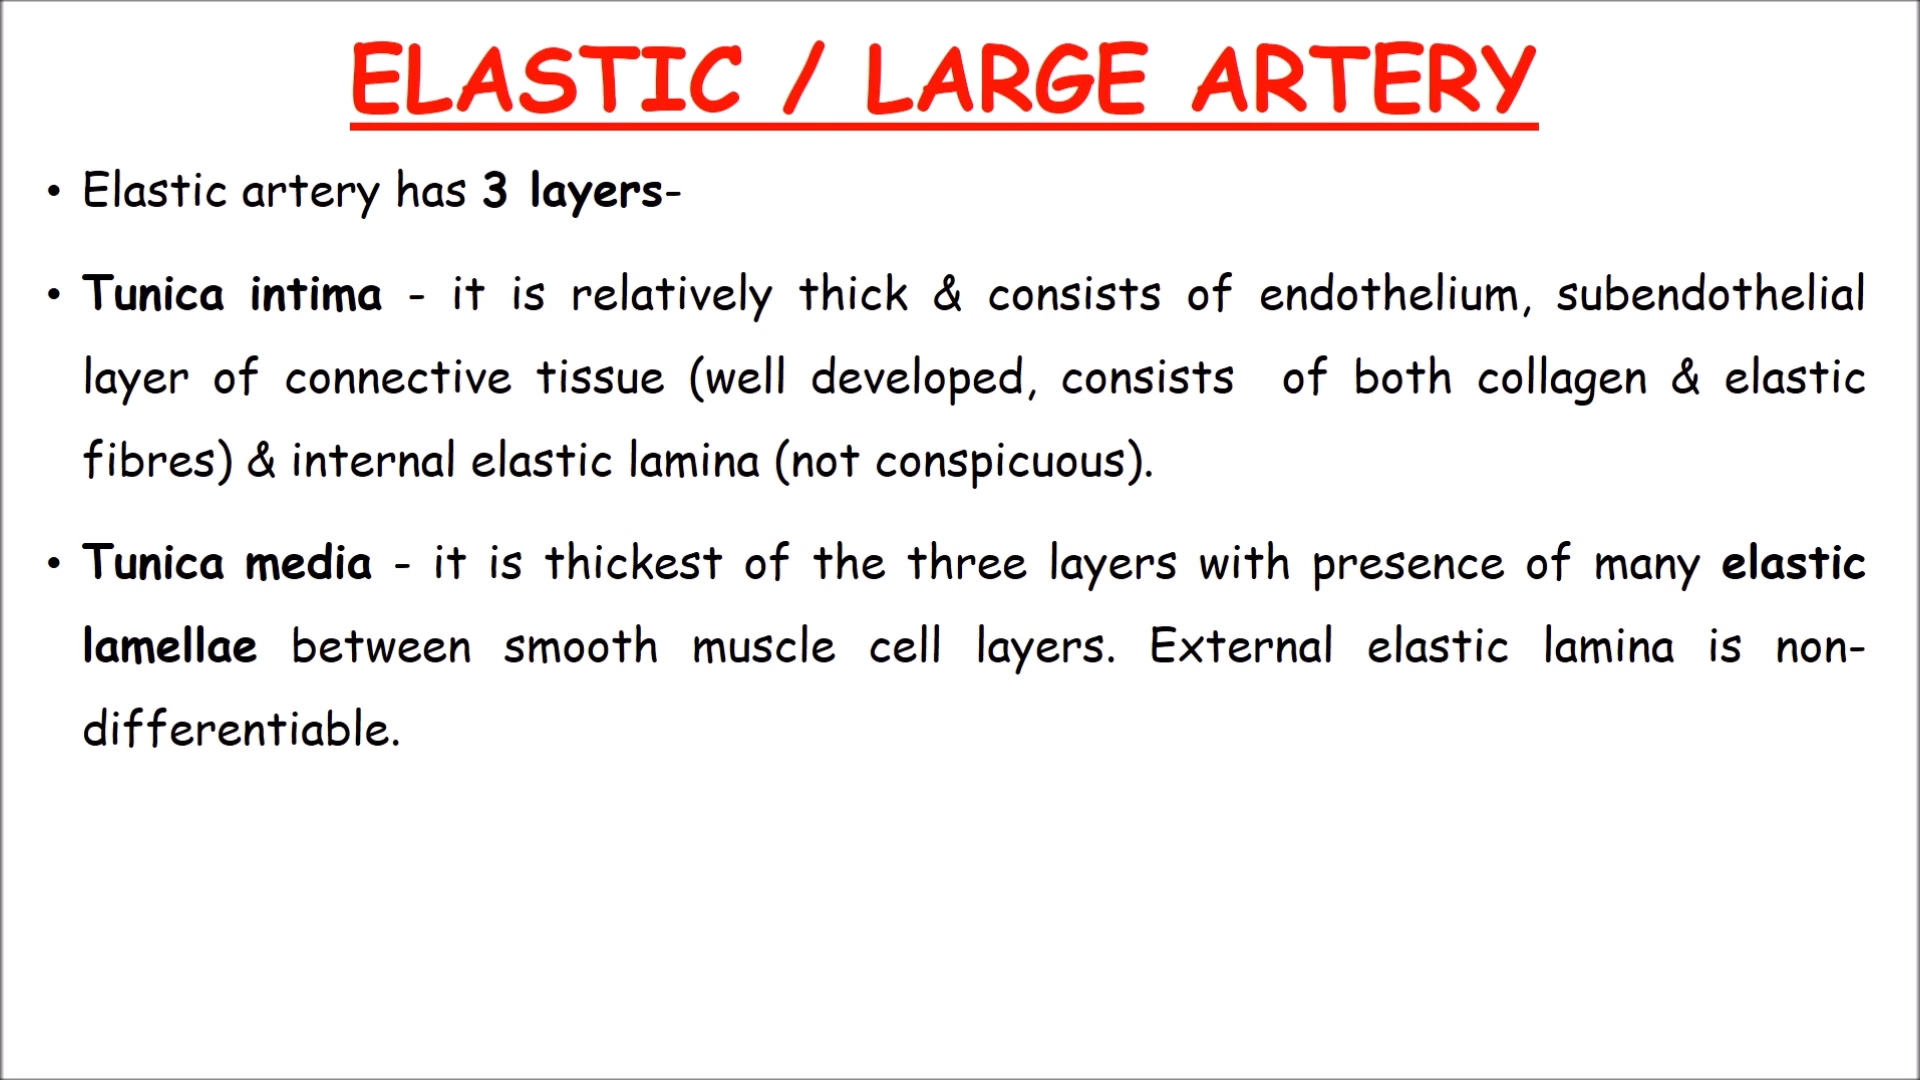 ELASTIC / LARGE ARTERY
• Elastic artery has 3 layers-
• Tunica intima - it is relatively thick & consists of endothelium, subendothelial
layer of connective tissue (well developed, consists of both collagen & elastic
fibres) & internal elastic lamina (not conspicuous).
• Tunica media - it is thickest of the three layers with presence of many elastic
lamellae between smooth muscle cell layers. External elastic lamina is non-
differentiable.